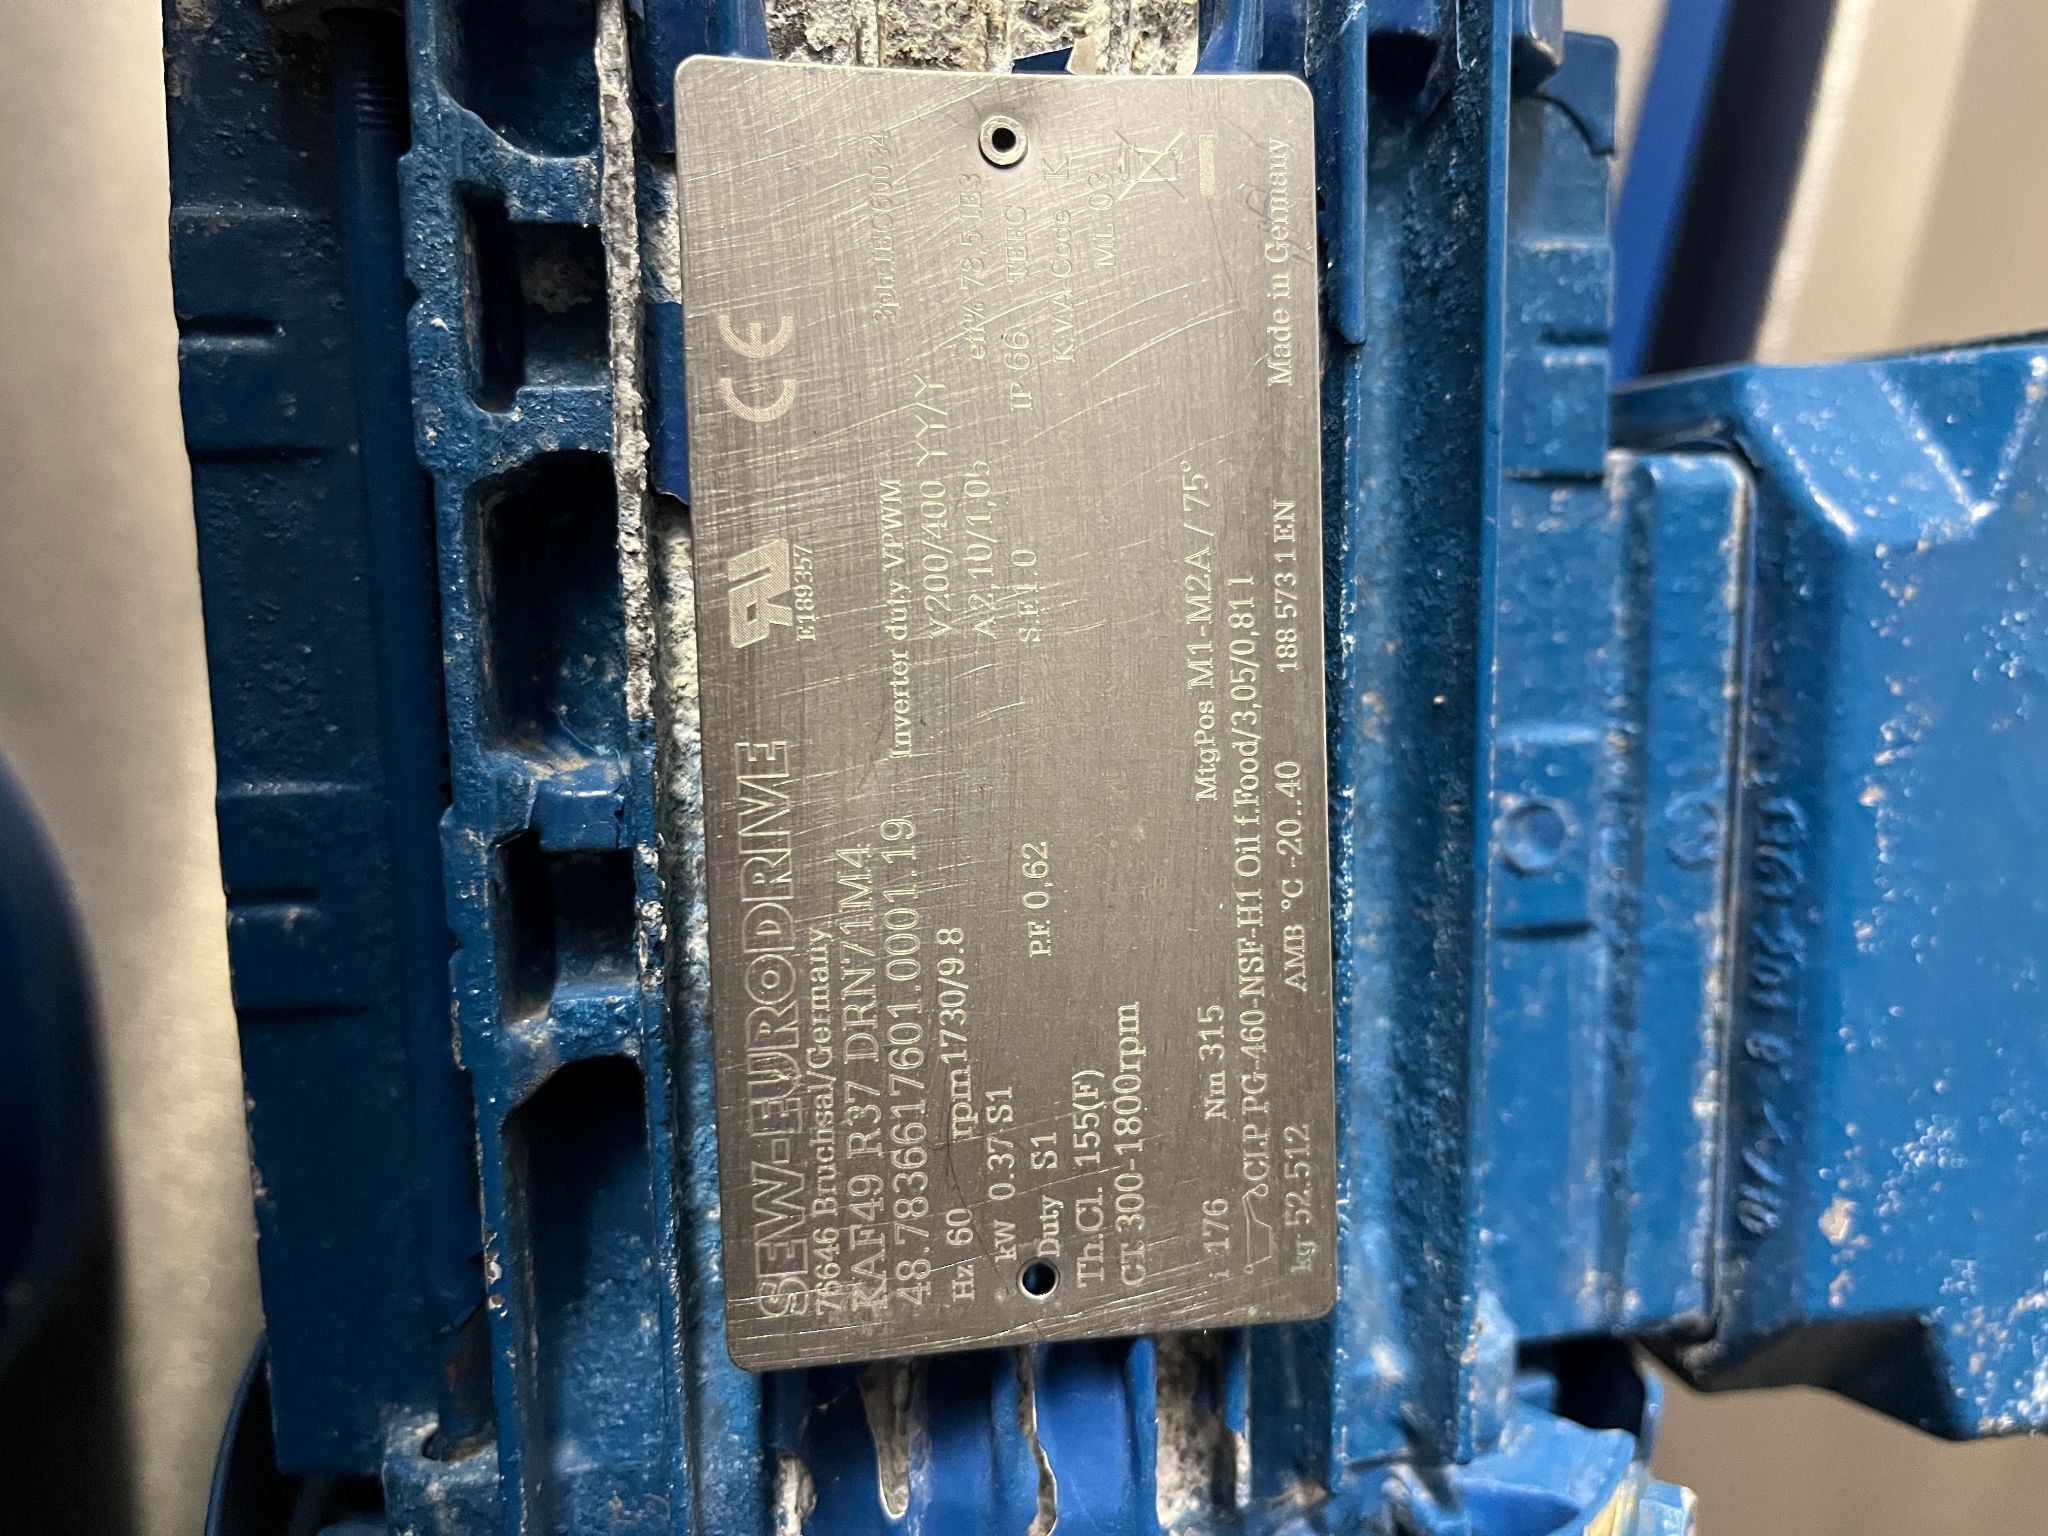 SEW-EURODRIVE
CE
76646 Bruchsal/Germany
E189357
KAF49 R37 DRN71M4
3ph.IEC60034
48.7836617601.0001.19
Inverter duty VPWM
Hz 60 rpm1730/9.8 V200/400 YY/Y
kW 0.37 S1 A2,10/1,05 eff% 78,5 IE3
Duty S1 P.F. 0,62 S.F.1.0 IP 66 TEFC
Th.Cl. 155(F) KVA-Code K
CT 300-1800rpm ML 03
i 176 Nm 315 MtgPos M1-M2A / 75°
CLP PG-460-NSF-H1 Oil f.Food/3,05/0,81 l
kg 52.512 AMB °C -20..40 188 573 1 EN Made in Germany